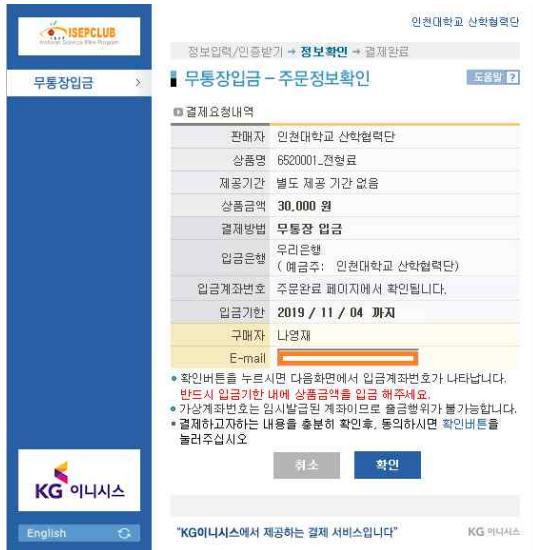 ISEPCLUB
인천대학교 산학협력단
정보입력/인증받기 → 정보확인 → 결제완료
무통장입금 >
무통장입금 – 주문정보확인
도움말 ?
결제요청내역
판매자 인천대학교 산학협력단
상품명 6520001_전형료
제공기간 별도 제공 기간 없음
상품금액 30,000 원
결제방법 무통장 입금
입금은행 우리은행
( 예금주: 인천대학교 산학협력단)
입금계좌번호 주문완료 페이지에서 확인됩니다.
입금기한 2019 / 11 / 04 까지
구매자 나영재
E-mail
• 확인버튼을 누르시면 다음화면에서 입금계좌번호가 나타납니다.
반드시 입금기한 내에 상품금액을 입금 해주세요.
• 가상계좌번호는 임시발급된 계좌이므로 출금행위가 불가능합니다.
• 결제하고자하는 내용을 충분히 확인후, 동의하시면 확인버튼을
눌러주십시오
취소 확인
KG 이니시스
English
"KG이니시스에서 제공하는 결제 서비스입니다"
KG 이니시스